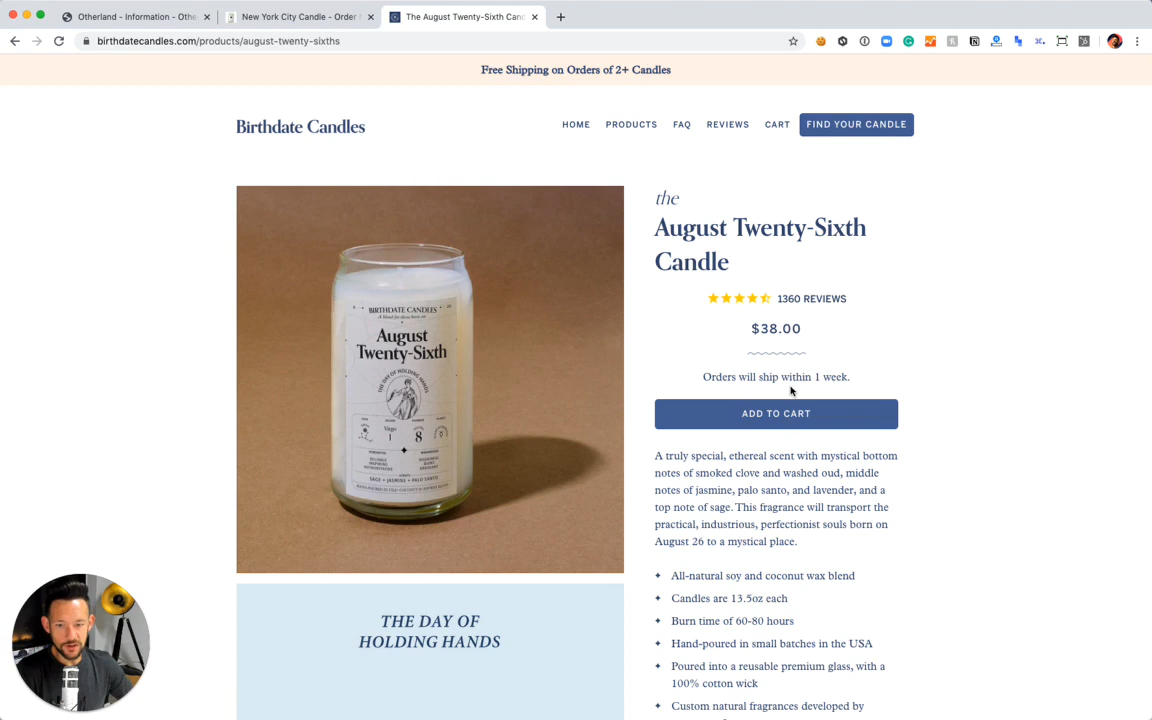 Otherland - Information - Othe
New York City Candle - Order
The August Twenty-Sixth Can
birthdatecandles.com/products/august-twenty-sixths
Free Shipping on Orders of 2+ Candles
Birthdate Candles
HOME
PRODUCTS
FAQ
REVIEWS
CART
FIND YOUR CANDLE
the
August Twenty-Sixth
Candle
1360 REVIEWS
$38.00
Orders will ship within 1 week.
ADD TO CART
A truly special, ethereal scent with mystical bottom
notes of smoked clove and washed oud, middle
notes of jasmine, palo santo, and lavender, and a
top note of sage. This fragrance will transport the
practical, industrious, perfectionist souls born on
August 26 to a mystical place.
All-natural soy and coconut wax blend
Candles are 13.5oz each
Burn time of 60-80 hours
Hand-poured in small batches in the USA
Poured into a reusable premium glass, with a
100% cotton wick
Custom natural fragrances developed by
BIRTHDATE CANDLES
A blend for those born on
August
Twenty-Sixth
THE DAY OF HOLDING HANDS
Virgo
1
8
SAGE + JASMINE + PALO SANTO
THE DAY OF
HOLDING HANDS